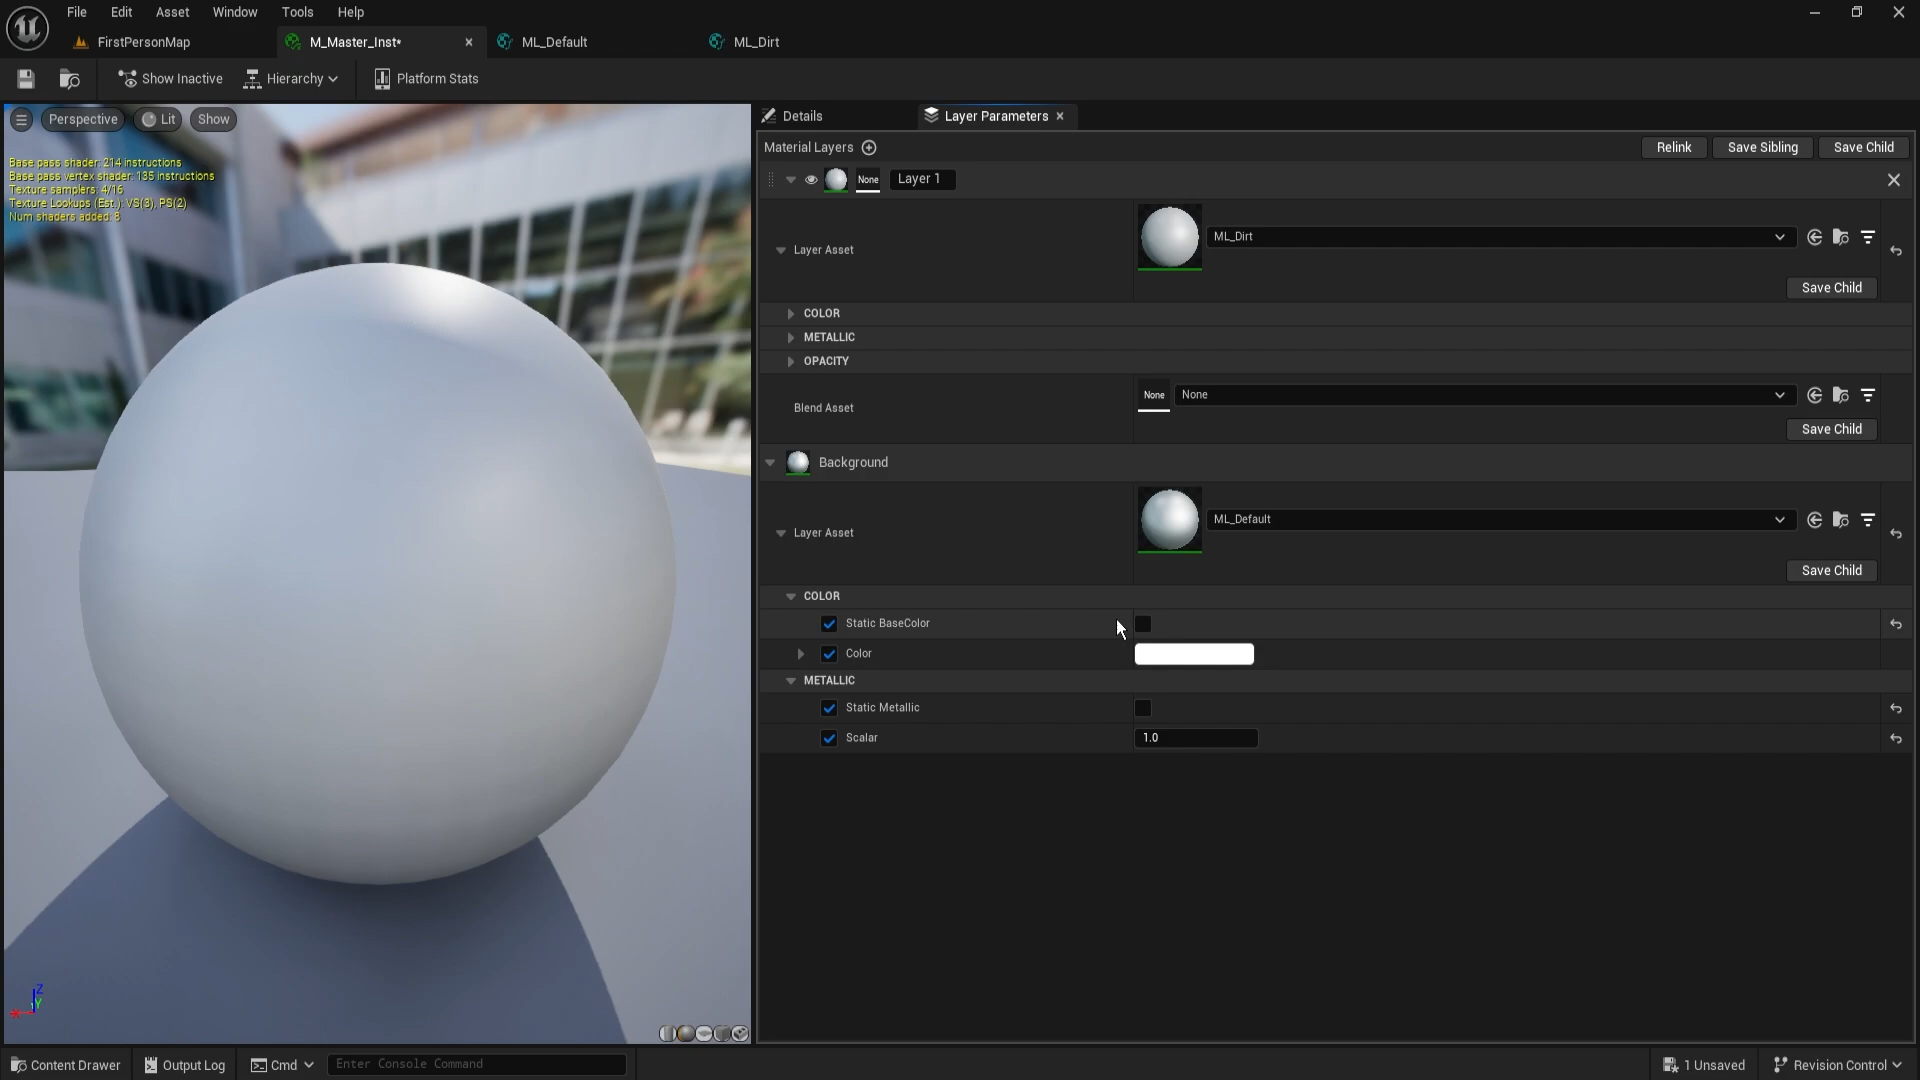 File Edit Asset Window Tools Help
FirstPersonMap M_Master_Inst* ML_Default ML_Dirt
Show Inactive Hierarchy Platform Stats
Perspective Lit Show
Base pass shader: 214 instructions
Base pass vertex shader: 135 instructions
Texture samplers: 4/16
Texture Lookups (Est.): VS(3), PS(2)
Num shaders added: 8
Z
Y
X
Details Layer Parameters
Material Layers Relink Save Sibling Save Child
None Layer 1
Layer Asset ML_Dirt
Save Child
COLOR
METALLIC
OPACITY
Blend Asset None None
Save Child
Background
Layer Asset ML_Default
Save Child
COLOR
Static BaseColor
Color
METALLIC
Static Metallic
Scalar 1.0
Content Drawer Output Log Cmd Enter Console Command 1 Unsaved Revision Control